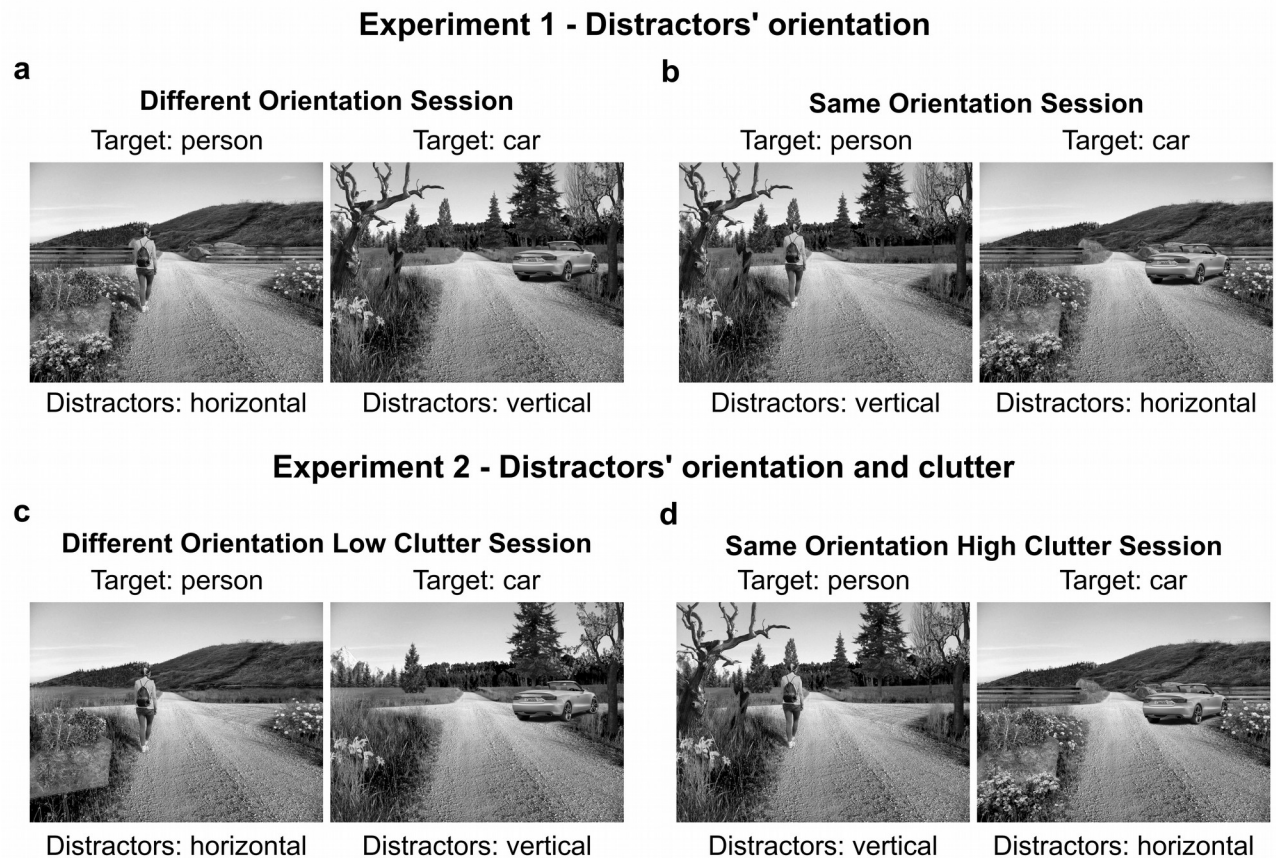 Experiment 1 - Distractors' orientation
a
Different Orientation Session
Target: person
Target: car
Distractors: horizontal
Distractors: vertical
b
Same Orientation Session
Target: person
Target: car
Distractors: vertical
Distractors: horizontal
Experiment 2 - Distractors' orientation and clutter
c
Different Orientation Low Clutter Session
Target: person
Target: car
Distractors: horizontal
Distractors: vertical
d
Same Orientation High Clutter Session
Target: person
Target: car
Distractors: vertical
Distractors: horizontal